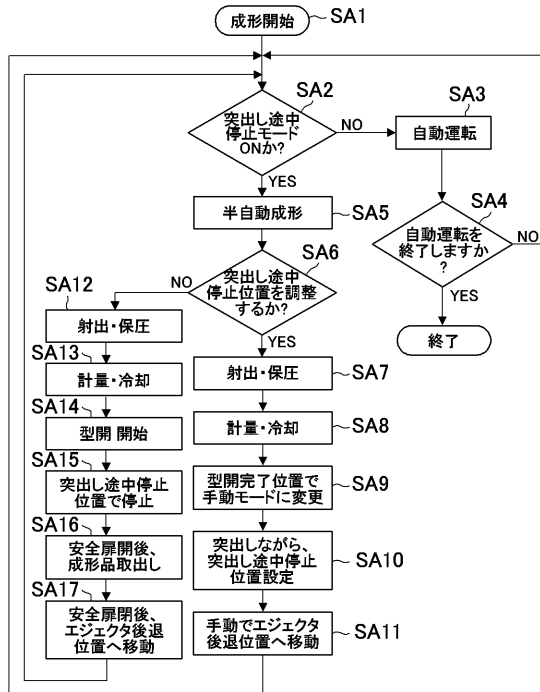 成形開始
SA1
SA2
突出し途中
停止モード
ONか?
NO
YES
SA3
自動運転
SA4
自動運転を
終了しますか
?
NO
YES
終了
半自動成形
SA5
SA6
突出し途中
停止位置を調整
するか?
NO
YES
SA12
射出・保圧
SA13
計量・冷却
SA14
型開 開始
SA15
突出し途中停止
位置で停止
SA16
安全扉開後、
成形品取出し
SA17
安全扉閉後、
エジェクタ後退
位置へ移動
射出・保圧
SA7
計量・冷却
SA8
型開完了位置で
手動モードに変更
SA9
突出しながら、
突出し途中停止
位置設定
SA10
手動でエジェクタ
後退位置へ移動
SA11